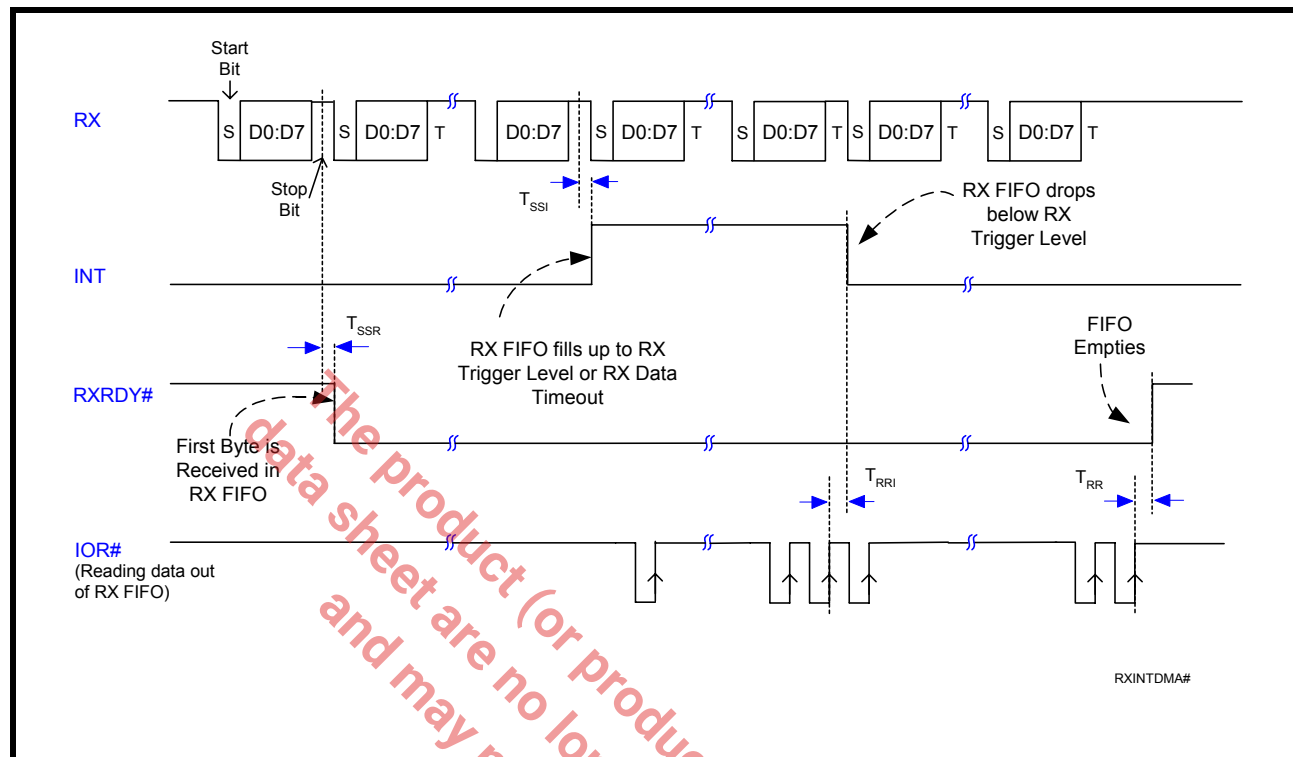 Start
Bit
RX
S D0:D7 S D0:D7 T D0:D7 S D0:D7 T S D0:D7 T S D0:D7 T S D0:D7 T
Stop
Bit
TSSI
RX FIFO drops
below RX
Trigger Level
INT
TSSR
RX FIFO fills up to RX
Trigger Level or RX Data
Timeout
FIFO
Empties
RXRDY#
First Byte is
Received in
RX FIFO
TRRI
TRR
IOR#
(Reading data out
of RX FIFO)
RXINTDMA#
The product (or produc
data sheet are no lon
and may